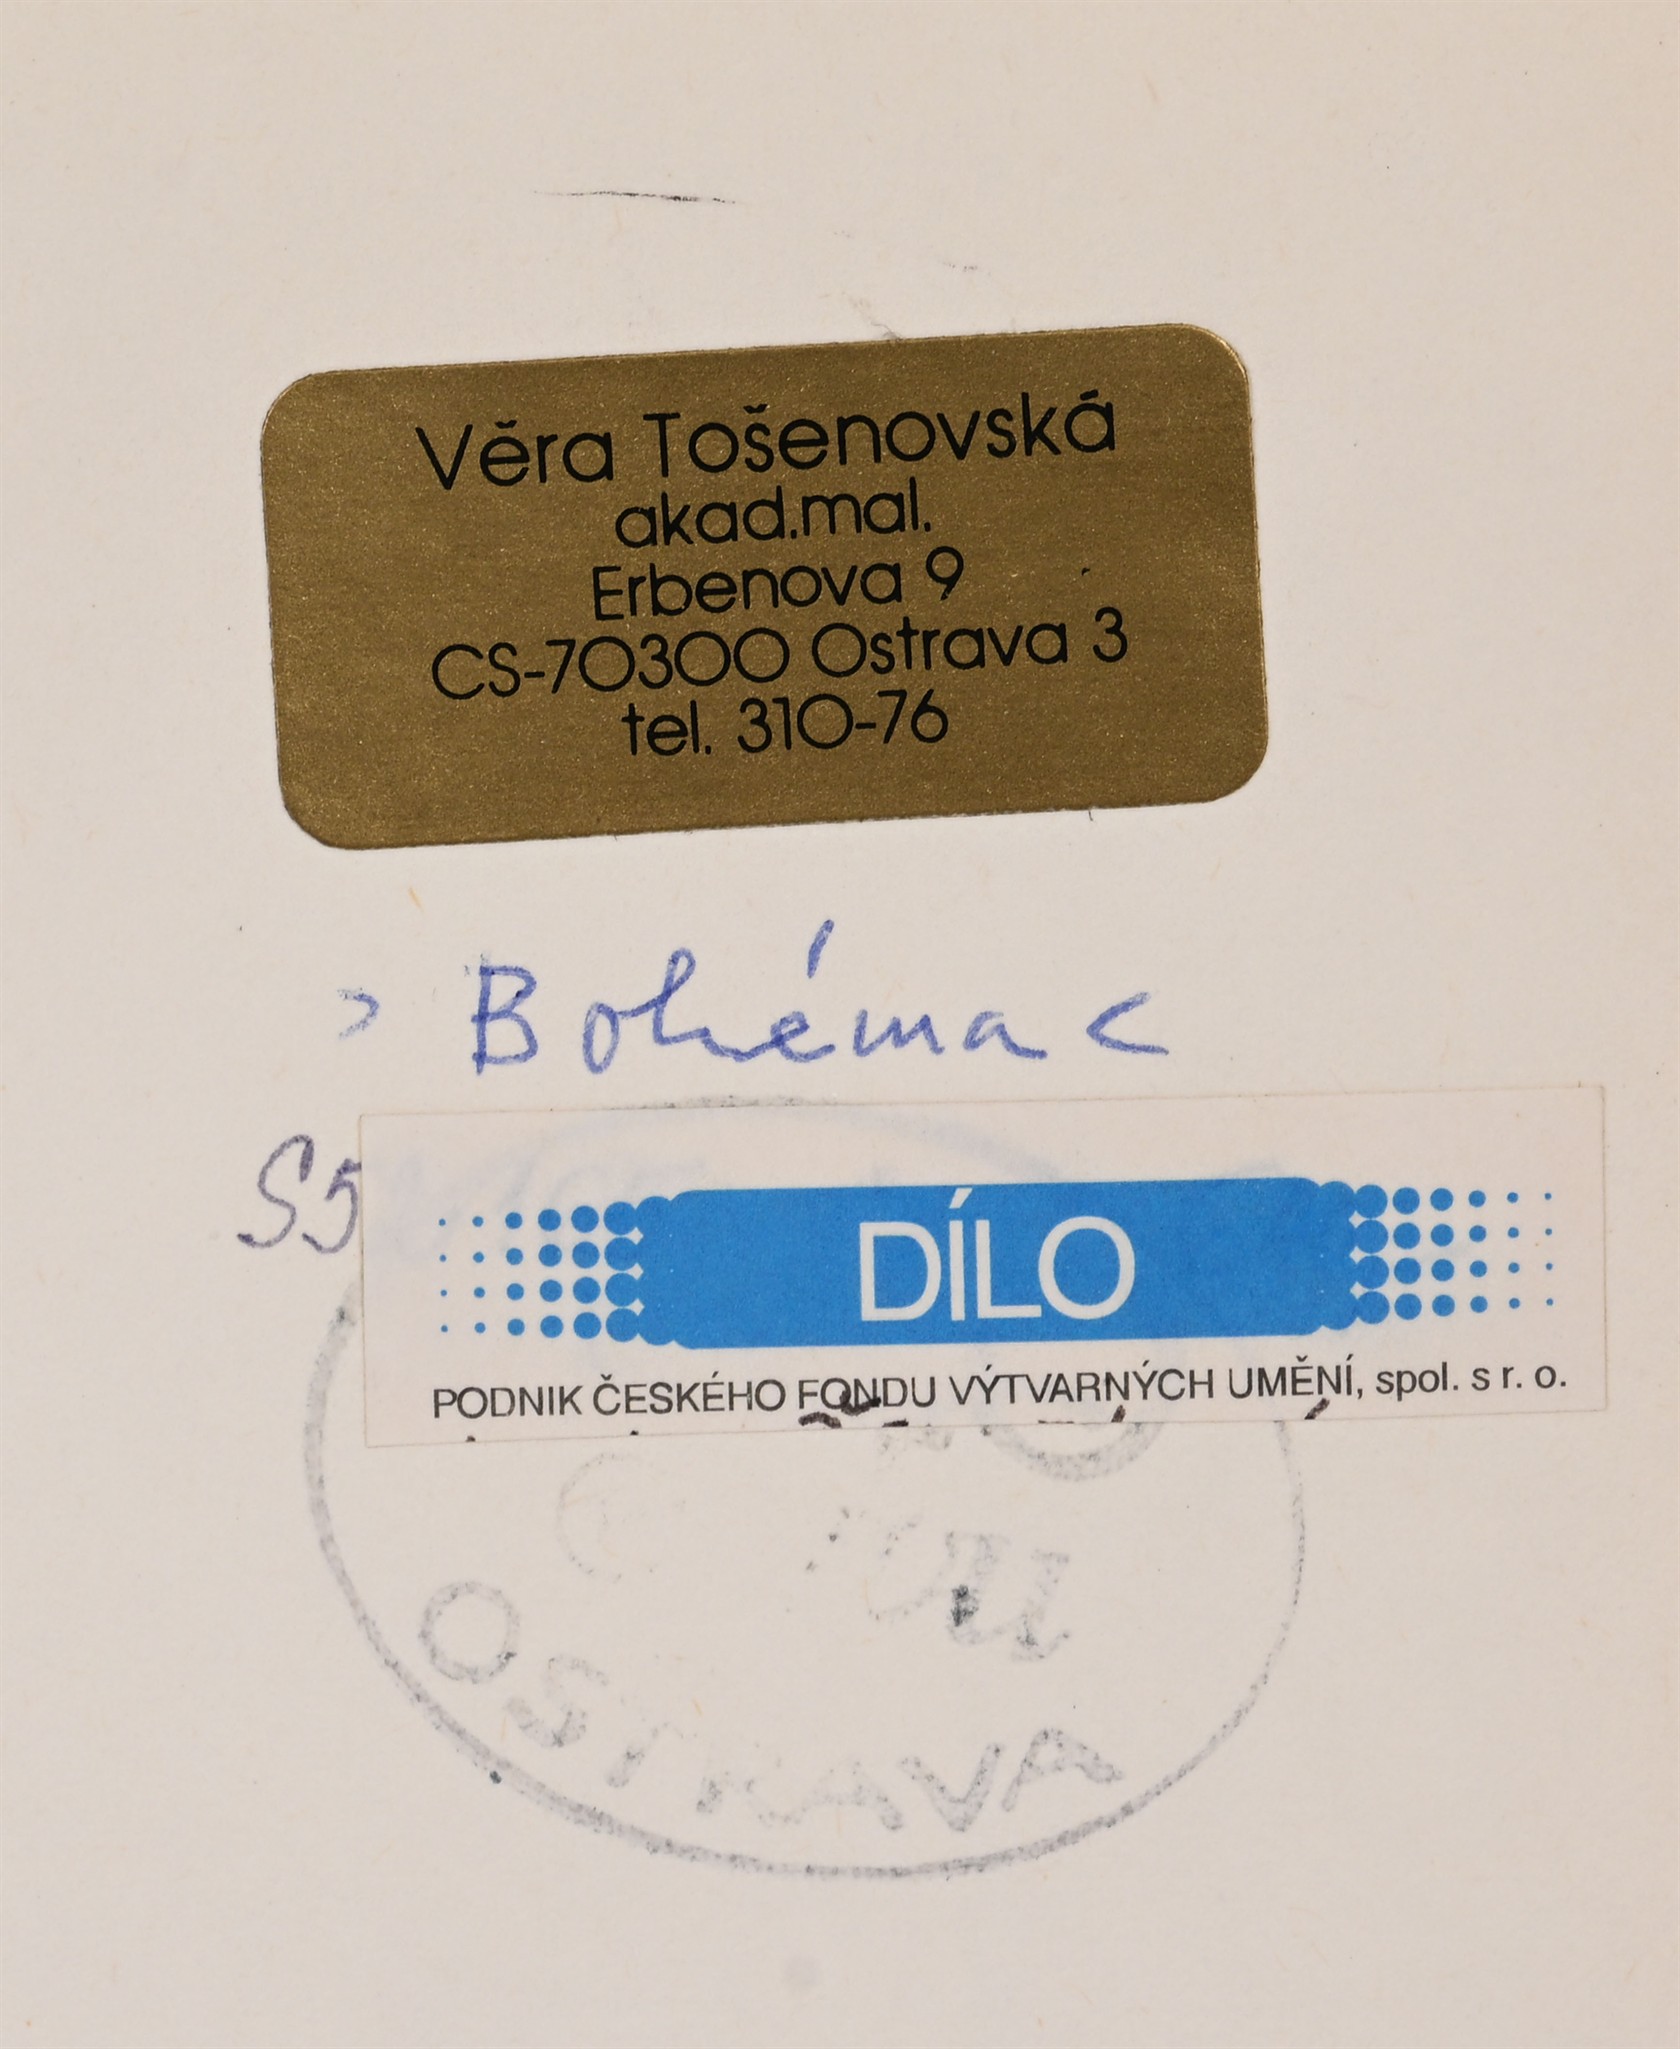 Věra Tošenovská
akad.mal.
Erbenova 9
CS-70300 Ostrava 3
tel. 310-76
> Bohéma <
S5
DÍLO
PODNIK ČESKÉHO FONDU VÝTVARNÝCH UMĚNÍ, spol. s r. o.
OSTRAVA